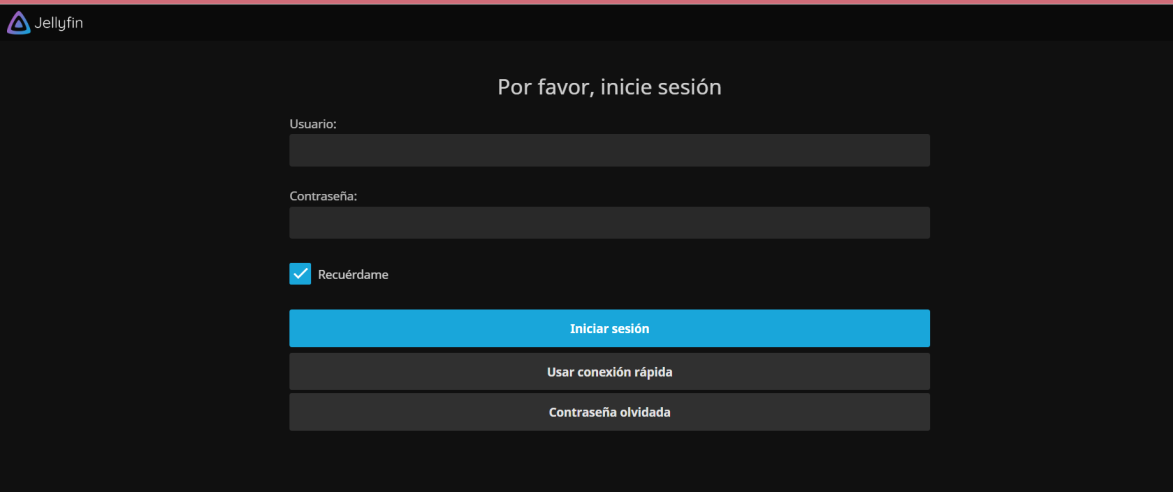 Jellyfin
Por favor, inicie sesión
Usuario:
Contraseña:
Recuérdame
Iniciar sesión
Usar conexión rápida
Contraseña olvidada